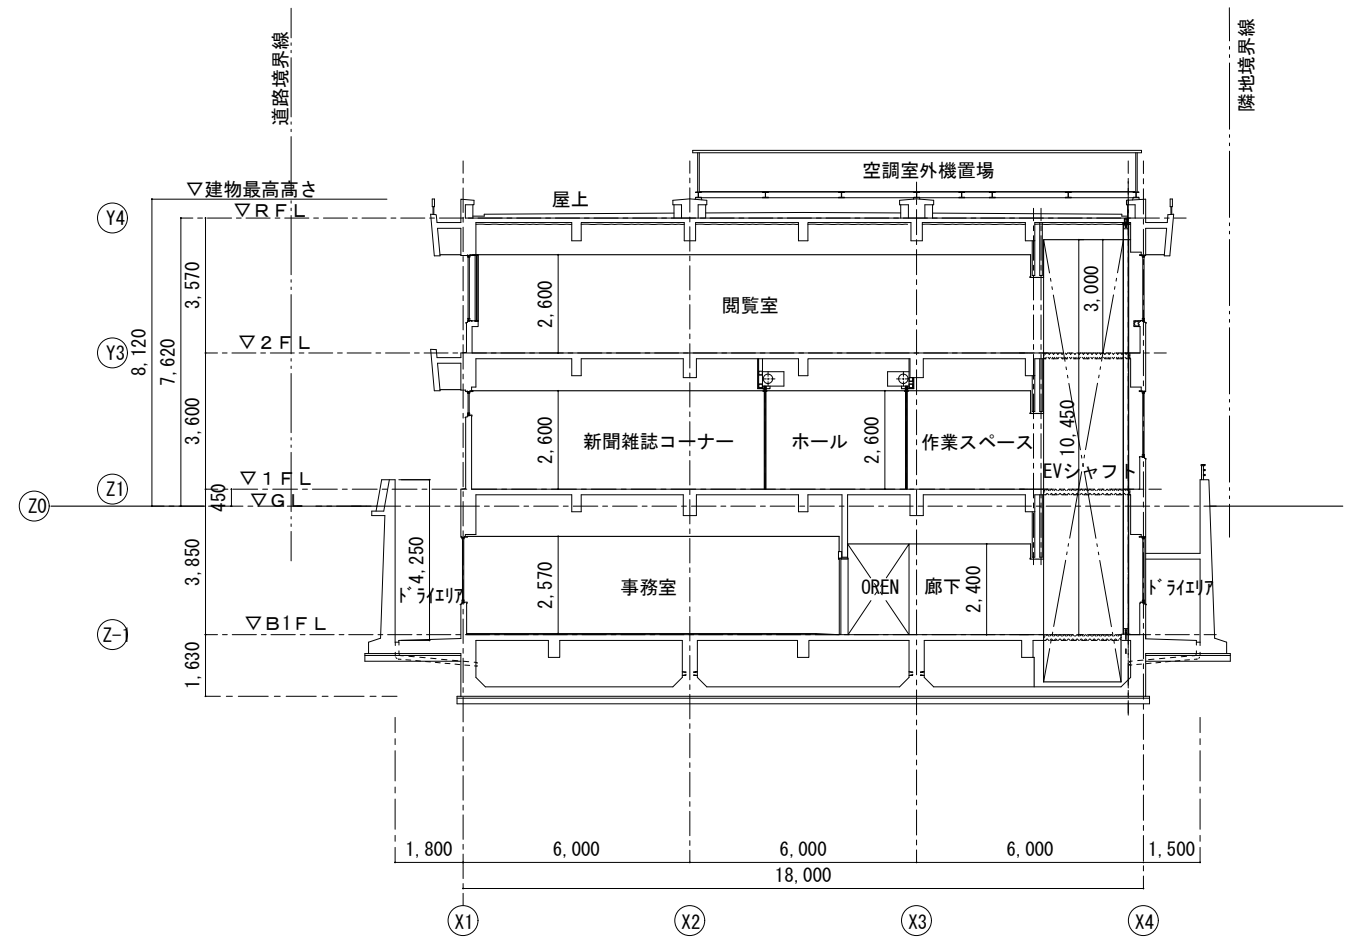 道路境界線
隣地境界線
空調室外機置場
▽建物最高高さ
屋上
Y4
▽RFL
3,570
2,600
閲覧室
3,000
8,120
7,620
Y3
▽2FL
3,600
2,600
新聞雑誌コーナー
ホール
2,600
作業スペース
10,450
EVシャフト
Z1
▽1FL
450
Z0
▽GL
3,850
4,250
ドライエリア
2,570
事務室
OREN
廊下
2,400
ドライエリア
Z-1
▽B1FL
1,630
1,800
6,000
6,000
6,000
1,500
18,000
X1
X2
X3
X4